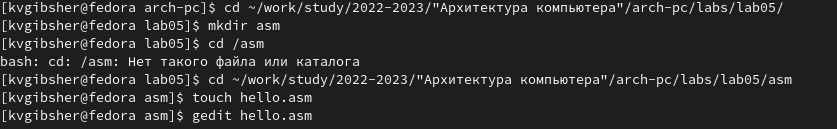 [kvgibsher@fedora arch-pc]$ cd ~/work/study/2022-2023/"Архитектура компьютера"/arch-pc/labs/lab05/
[kvgibsher@fedora lab05]$ mkdir asm
[kvgibsher@fedora lab05]$ cd /asm
bash: cd: /asm: Нет такого файла или каталога
[kvgibsher@fedora lab05]$ cd ~/work/study/2022-2023/"Архитектура компьютера"/arch-pc/labs/lab05/asm
[kvgibsher@fedora asm]$ touch hello.asm
[kvgibsher@fedora asm]$ gedit hello.asm